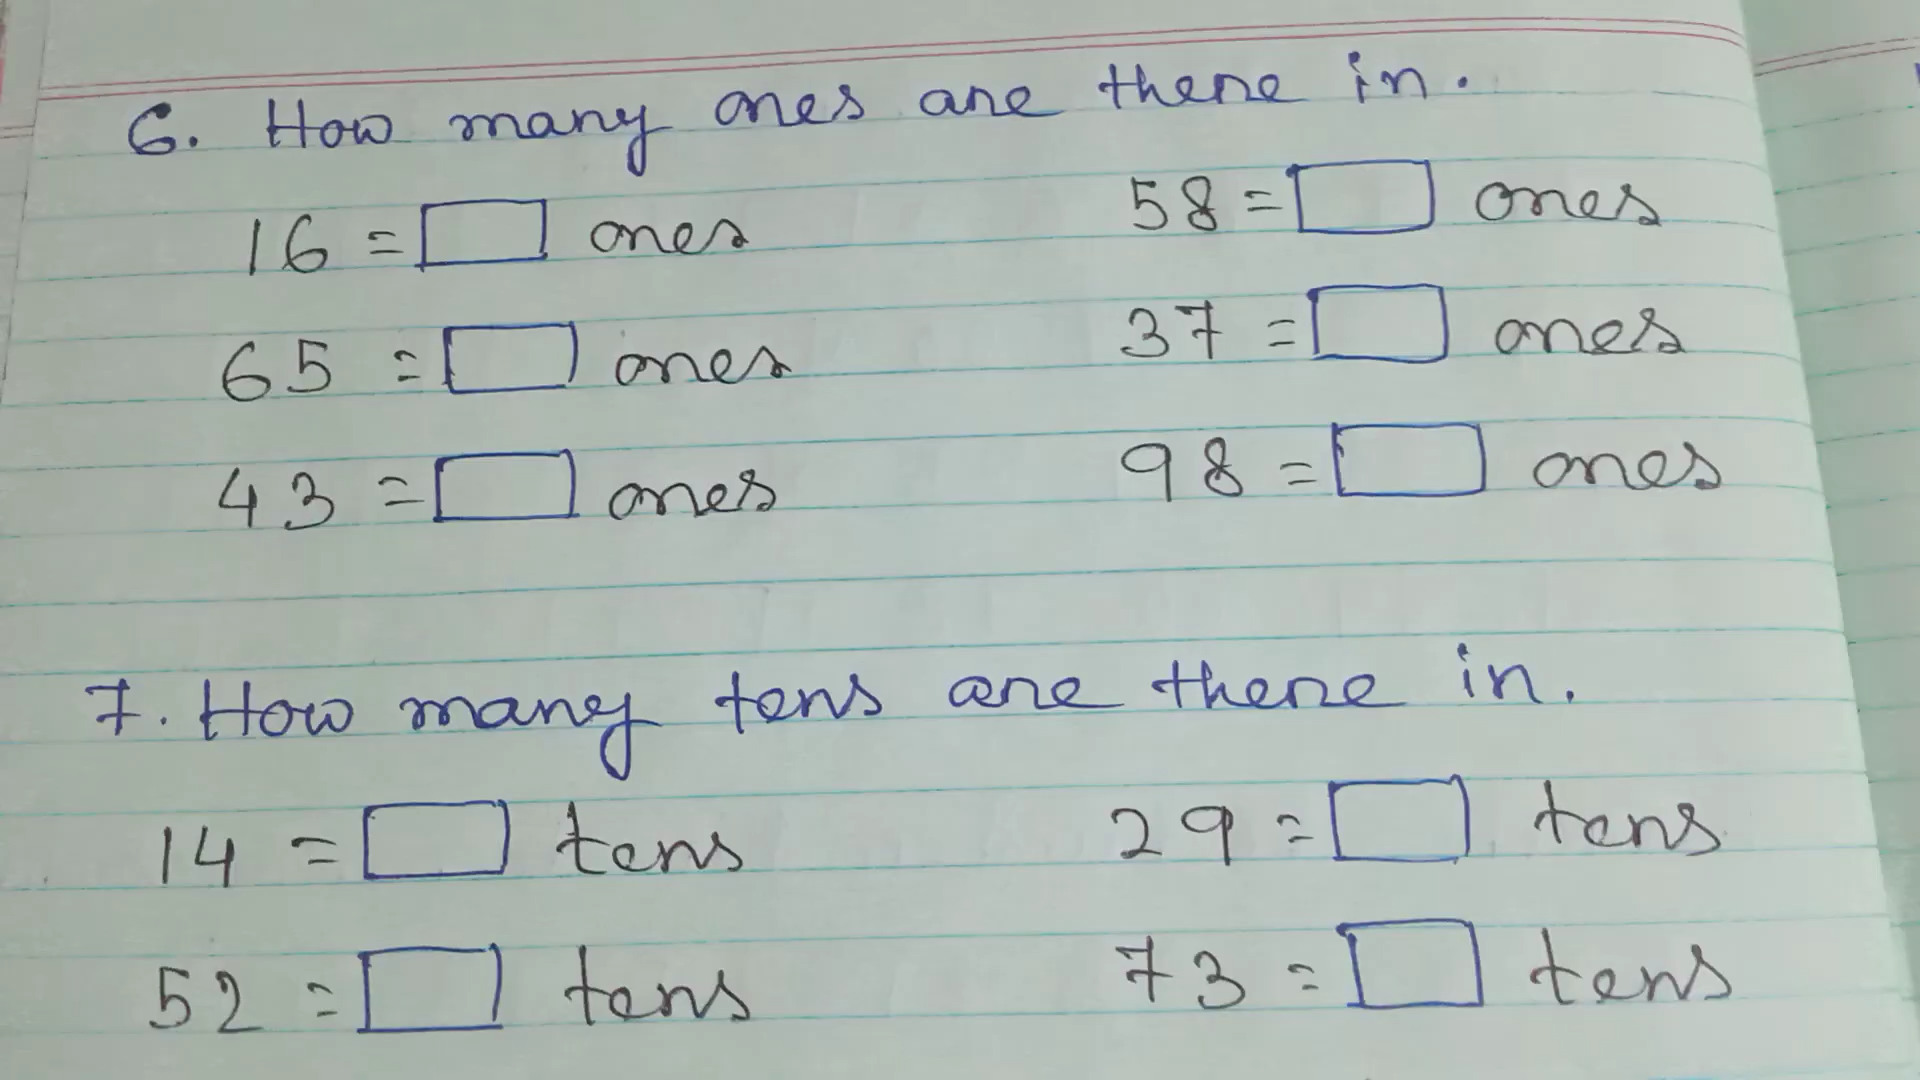 6. How many ones are there in.
16 = ones 58 = ones
65 = ones 37 = ones
43 = ones 98 = ones
7. How many tens are there in.
14 = tens 29 = tens
52 = tens 73 = tens